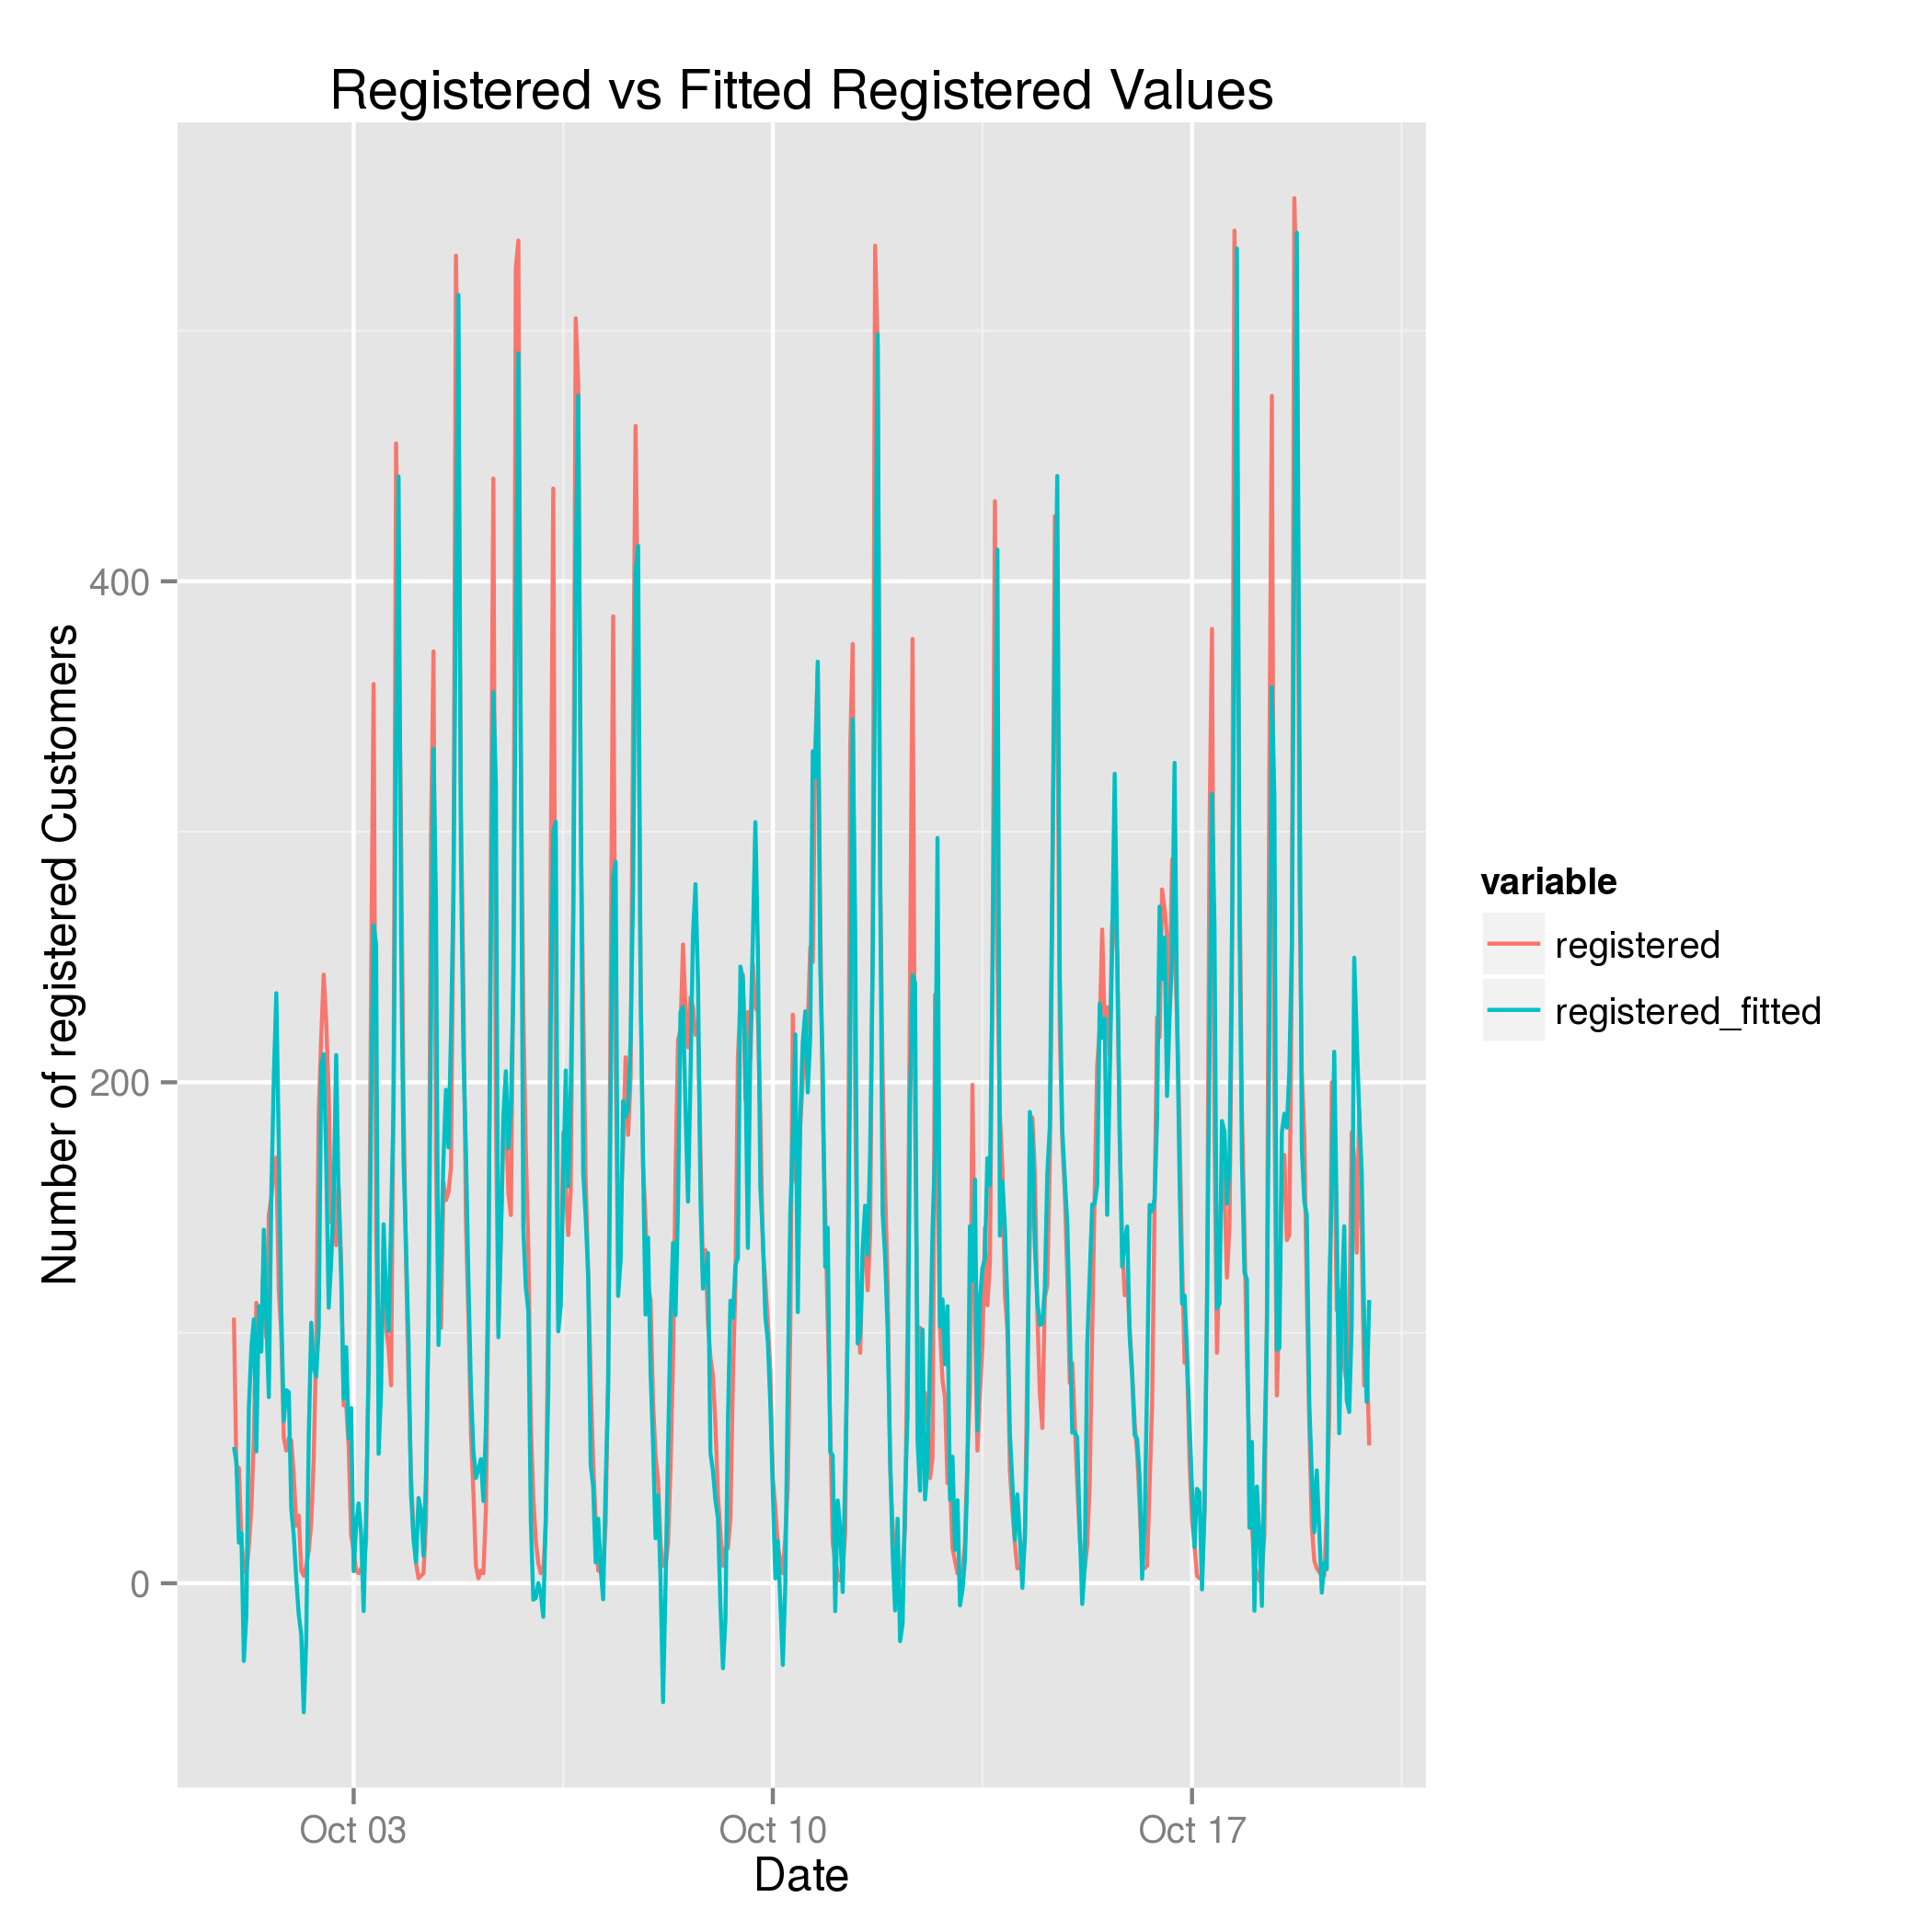 Registered vs Fitted Registered Values
Number of registered Customers
400
200
0
Oct 03
Oct 10
Oct 17
Date
variable
registered
registered_fitted